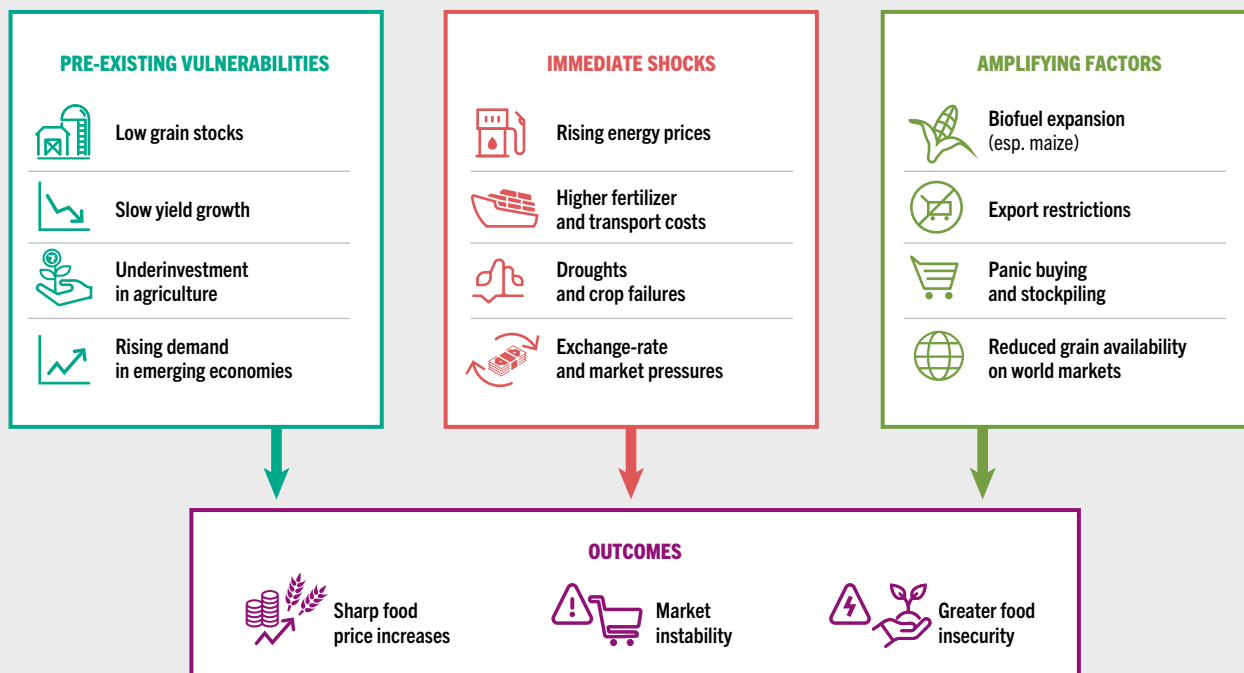 PRE-EXISTING VULNERABILITIES
Low grain stocks
Slow yield growth
Underinvestment
in agriculture
Rising demand
in emerging economies
IMMEDIATE SHOCKS
Rising energy prices
Higher fertilizer
and transport costs
Droughts
and crop failures
Exchange-rate
and market pressures
AMPLIFYING FACTORS
Biofuel expansion
(esp. maize)
Export restrictions
Panic buying
and stockpiling
Reduced grain availability
on world markets
OUTCOMES
Sharp food
price increases
Market
instability
Greater food
insecurity